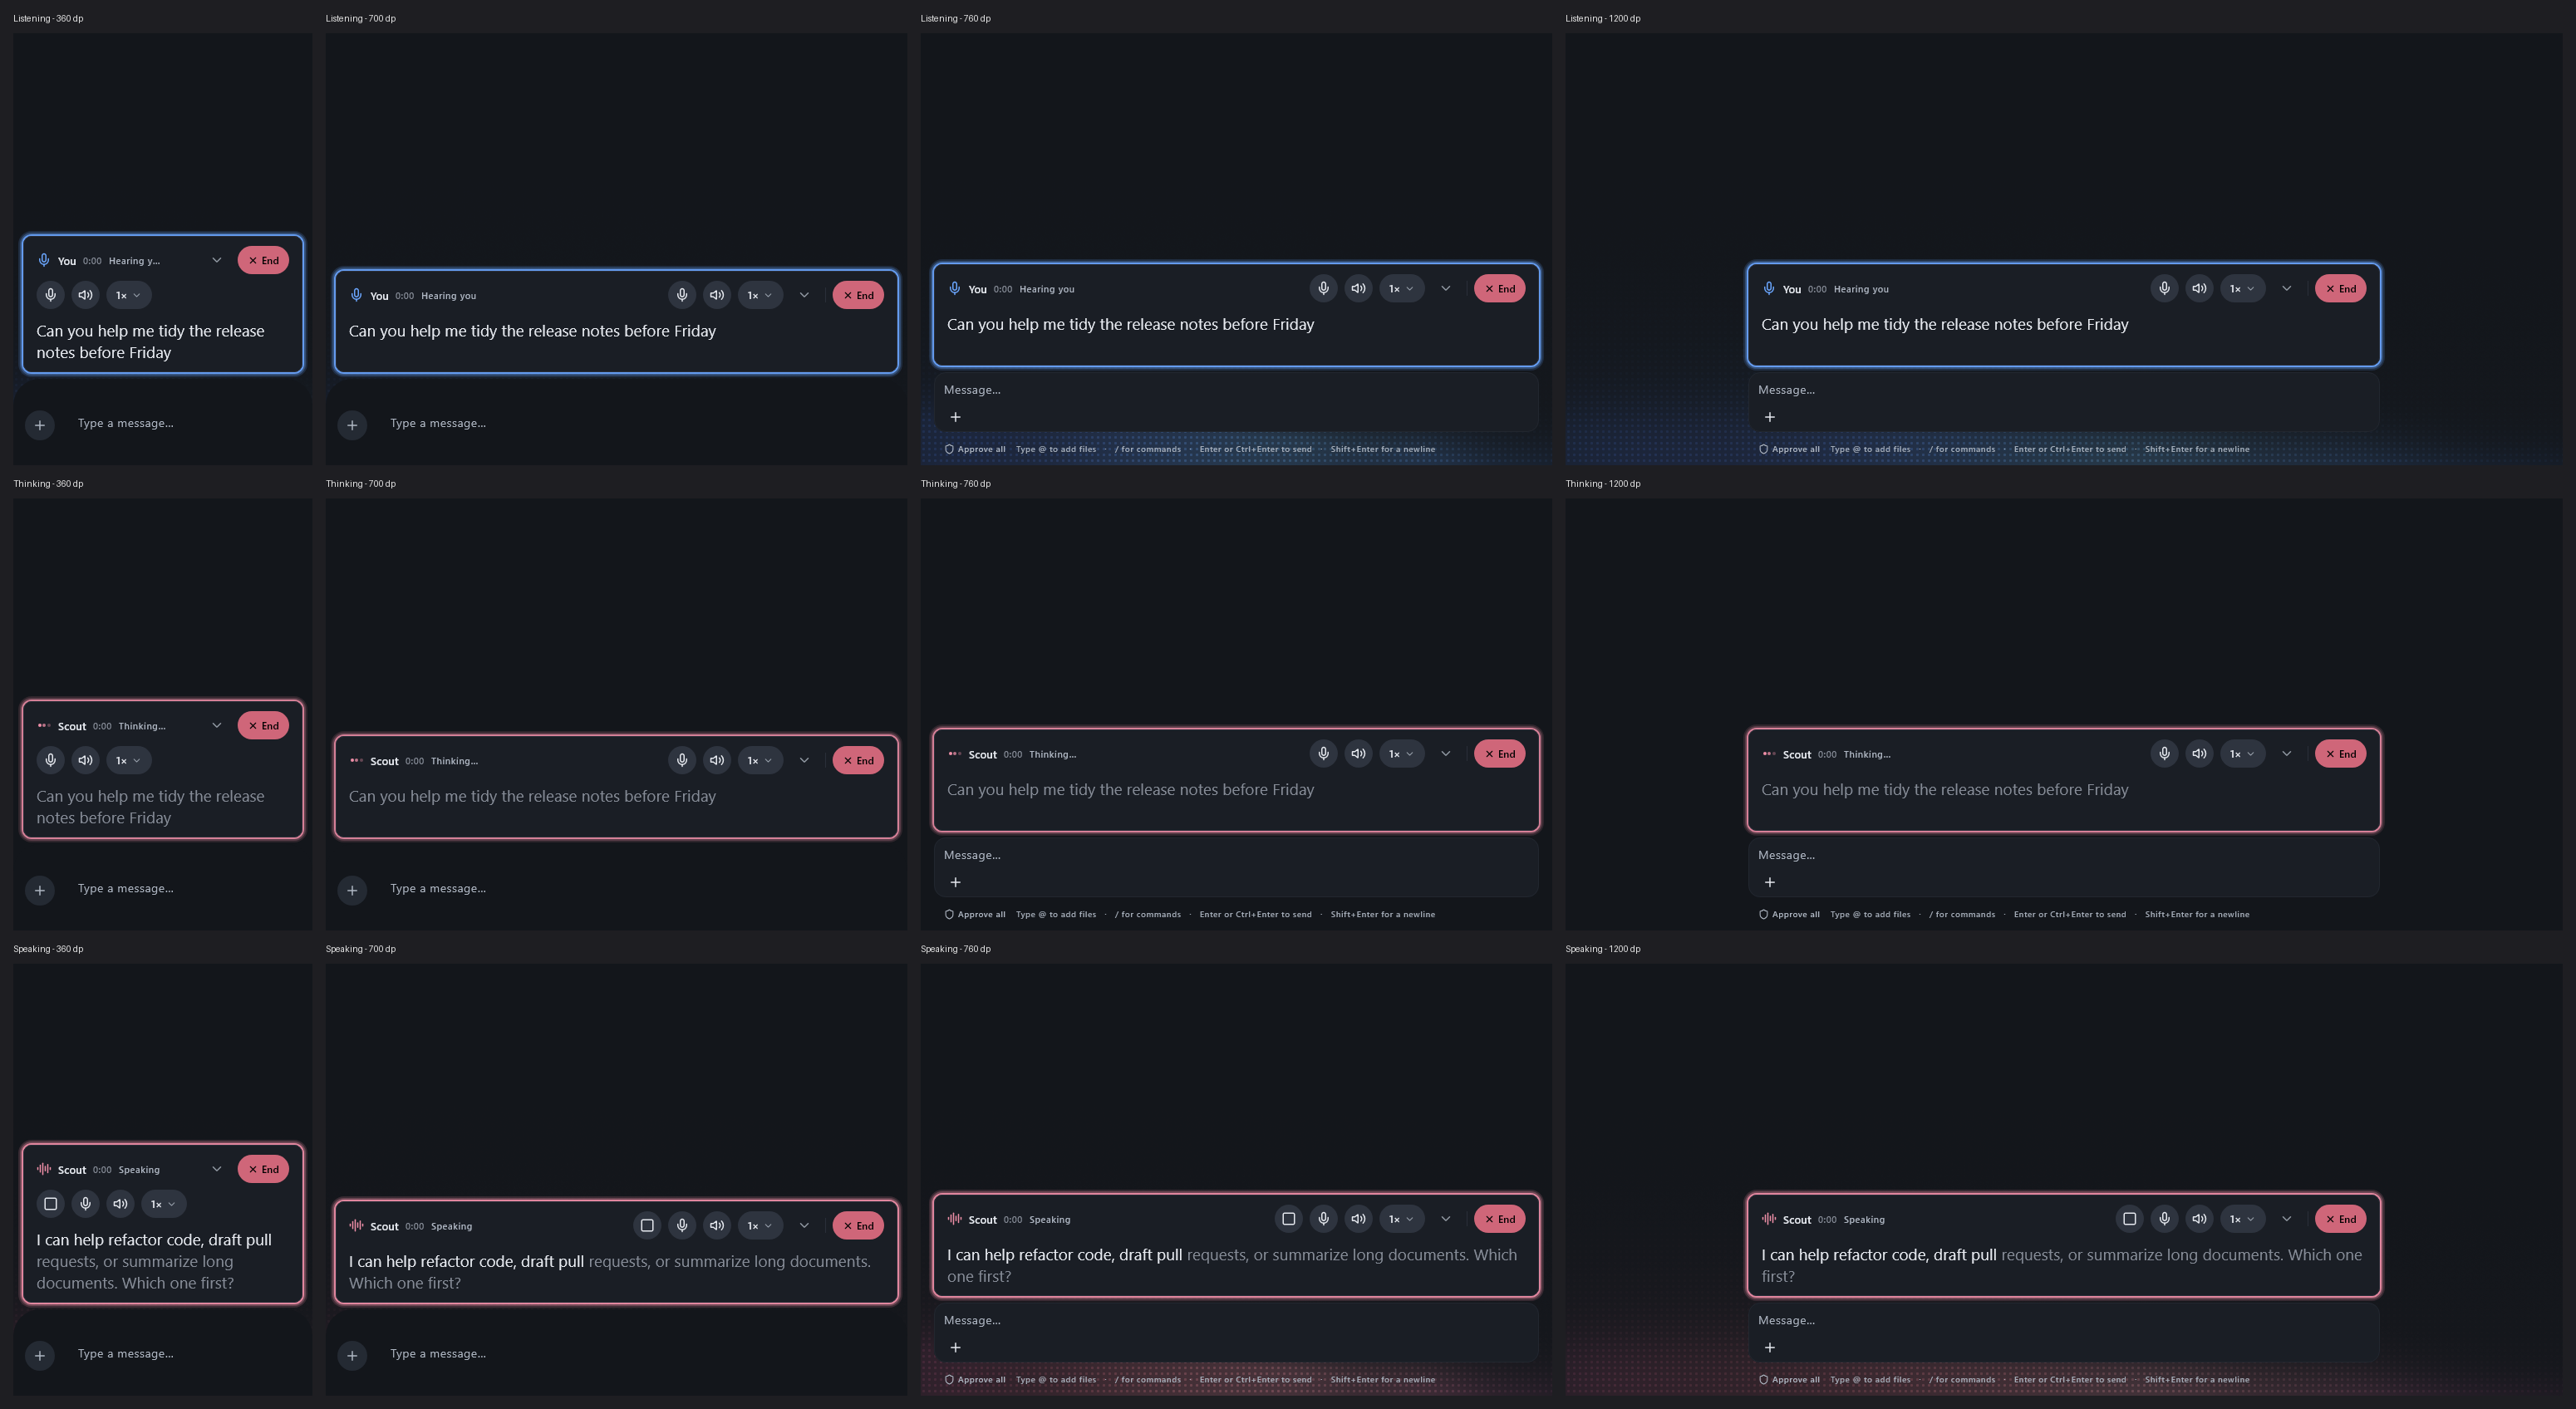 Listening - 360 dp
You 0:00 Hearing y... End
1×
Can you help me tidy the release
notes before Friday
Type a message...
Listening - 700 dp
You 0:00 Hearing you 1× End
Can you help me tidy the release notes before Friday
Type a message...
Listening - 760 dp
You 0:00 Hearing you 1× End
Can you help me tidy the release notes before Friday
Message...
Approve all Type @ to add files · / for commands · Enter or Ctrl+Enter to send · Shift+Enter for a newline
Listening - 1200 dp
You 0:00 Hearing you 1× End
Can you help me tidy the release notes before Friday
Message...
Approve all Type @ to add files · / for commands · Enter or Ctrl+Enter to send · Shift+Enter for a newline
Thinking - 360 dp
Scout 0:00 Thinking... End
1×
Can you help me tidy the release
notes before Friday
Type a message...
Thinking - 700 dp
Scout 0:00 Thinking... 1× End
Can you help me tidy the release notes before Friday
Type a message...
Thinking - 760 dp
Scout 0:00 Thinking... 1× End
Can you help me tidy the release notes before Friday
Message...
Approve all Type @ to add files · / for commands · Enter or Ctrl+Enter to send · Shift+Enter for a newline
Thinking - 1200 dp
Scout 0:00 Thinking... 1× End
Can you help me tidy the release notes before Friday
Message...
Approve all Type @ to add files · / for commands · Enter or Ctrl+Enter to send · Shift+Enter for a newline
Speaking - 360 dp
Scout 0:00 Speaking End
1×
I can help refactor code, draft pull
requests, or summarize long
documents. Which one first?
Type a message...
Speaking - 700 dp
Scout 0:00 Speaking 1× End
I can help refactor code, draft pull requests, or summarize long documents.
Which one first?
Type a message...
Speaking - 760 dp
Scout 0:00 Speaking 1× End
I can help refactor code, draft pull requests, or summarize long documents. Which
one first?
Message...
Approve all Type @ to add files · / for commands · Enter or Ctrl+Enter to send · Shift+Enter for a newline
Speaking - 1200 dp
Scout 0:00 Speaking 1× End
I can help refactor code, draft pull requests, or summarize long documents. Which one
first?
Message...
Approve all Type @ to add files · / for commands · Enter or Ctrl+Enter to send · Shift+Enter for a newline